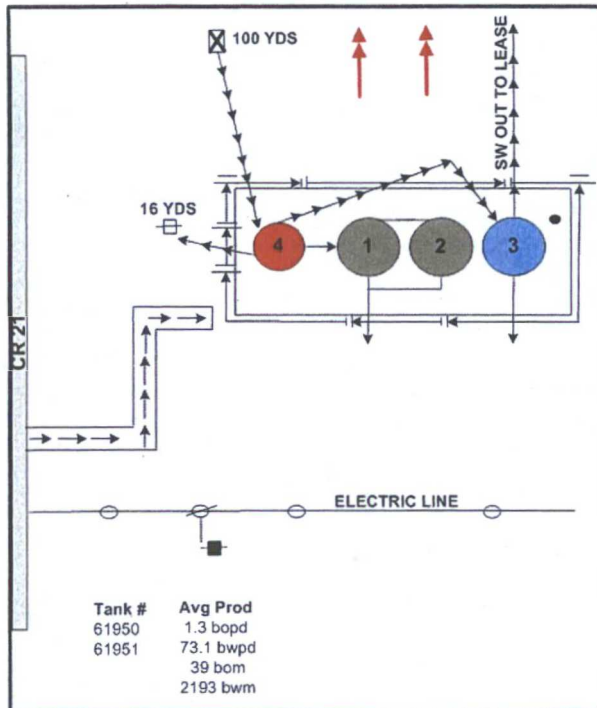 100 YDS
SW OUT TO LEASE
16 YDS
4 1 2 3
CR 21
ELECTRIC LINE
Tank # Avg Prod
61950 1.3 bopd
61951 73.1 bwpd
39 bom
2193 bwm